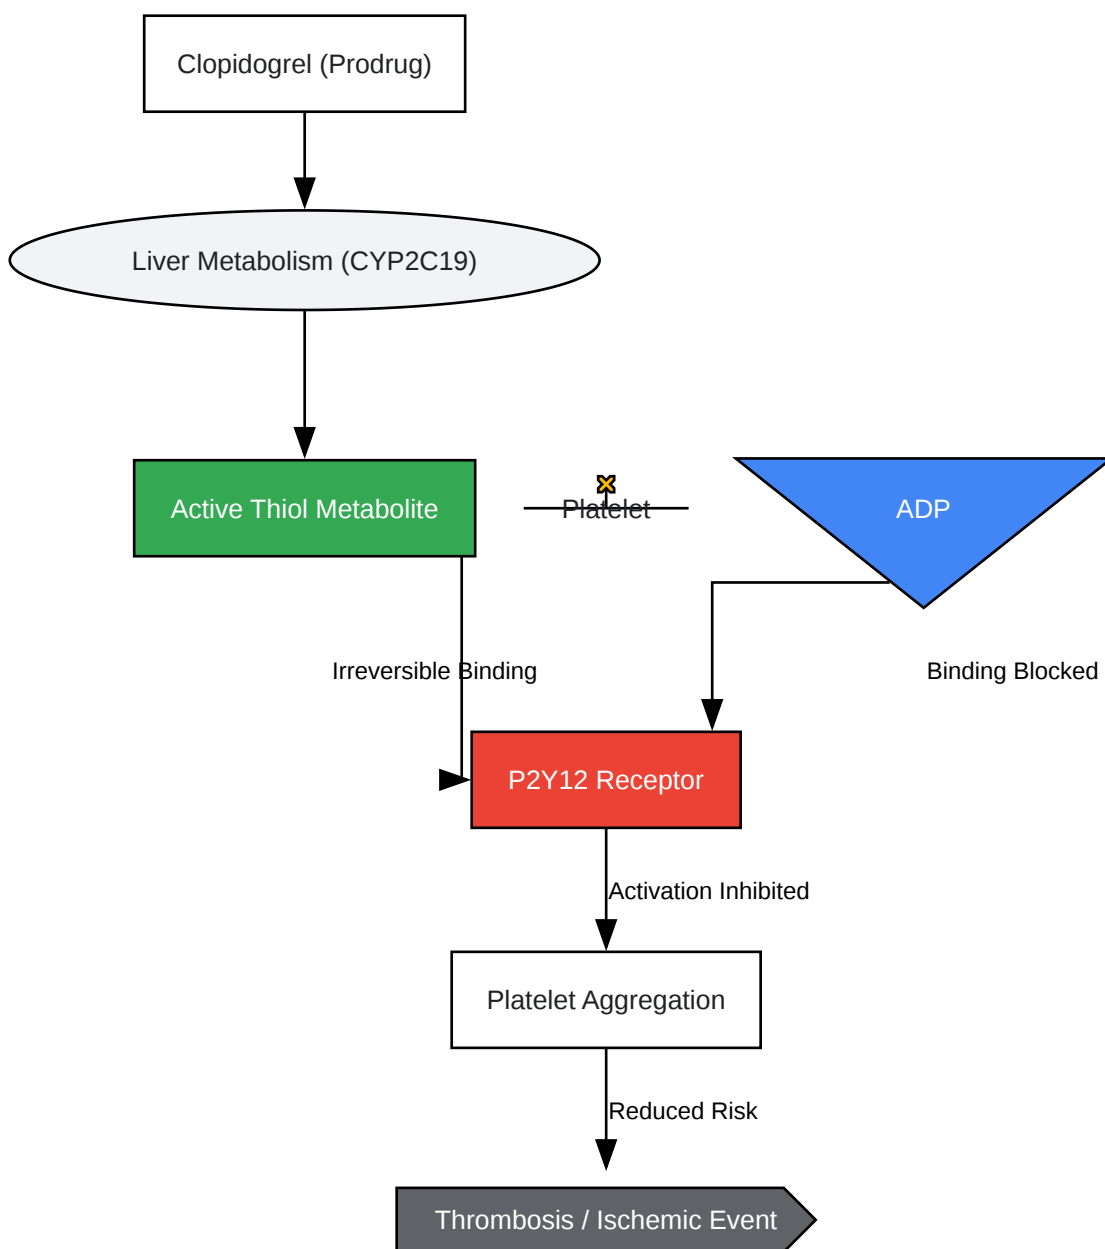 Clopidogrel (Prodrug)
Liver Metabolism (CYP2C19)
Active Thiol Metabolite
Platelet
ADP
Irreversible Binding
Binding Blocked
P2Y12 Receptor
Activation Inhibited
Platelet Aggregation
Reduced Risk
Thrombosis / Ischemic Event